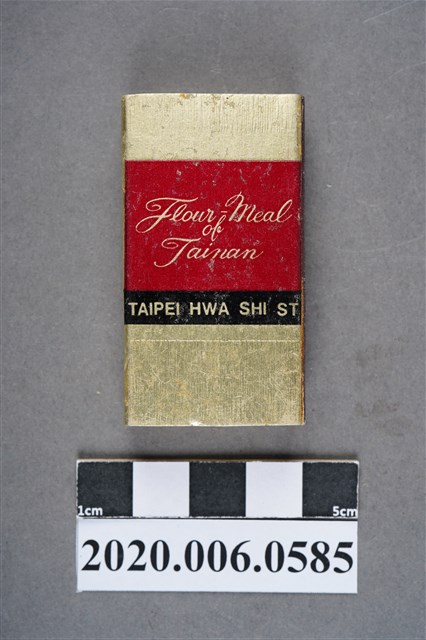 Flour-Meal
of
Tainan
TAIPEI HWA SHI ST
1cm 5cm
2020.006.0585